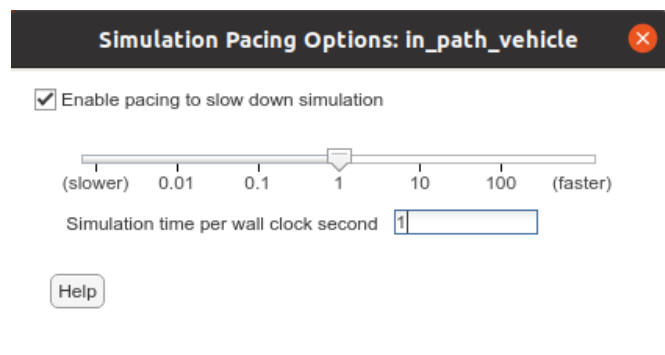 Simulation Pacing Options: in_path_vehicle
Enable pacing to slow down simulation
(slower) 0.01 0.1 1 10 100 (faster)
Simulation time per wall clock second 1
Help